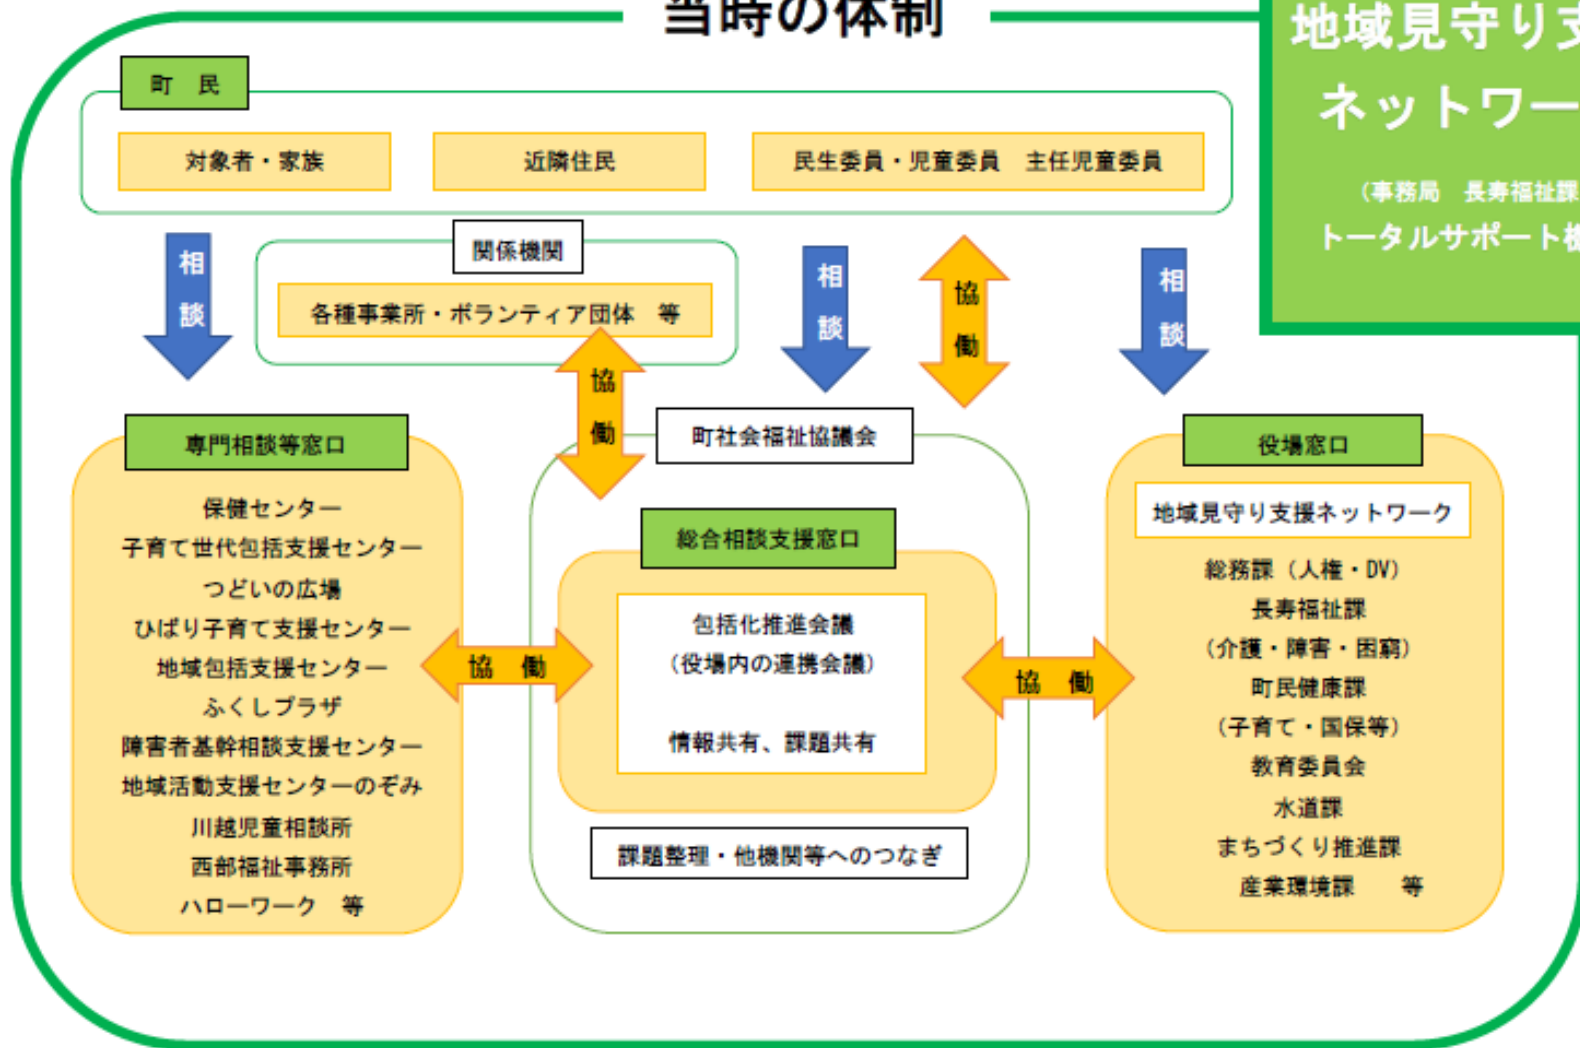 当時の体制
地域見守り支
ネットワー
（事務局　長寿福祉課
トータルサポート
町　民
対象者・家族
近隣住民
民生委員・児童委員　主任児童委員
相談
関係機関
各種事業所・ボランティア団体　等
相談
協働
相談
協働
専門相談等窓口
保健センター
子育て世代包括支援センター
つどいの広場
ひばり子育て支援センター
地域包括支援センター
ふくしプラザ
障害者基幹相談支援センター
地域活動支援センターのぞみ
川越児童相談所
西部福祉事務所
ハローワーク　等
協　働
町社会福祉協議会
総合相談支援窓口
包括化推進会議
（役場内の連携会議）
情報共有、課題共有
課題整理・他機関等へのつなぎ
協　働
役場窓口
地域見守り支援ネットワーク
総務課（人権・DV）
長寿福祉課
（介護・障害・困窮）
町民健康課
（子育て・国保等）
教育委員会
水道課
まちづくり推進課
産業環境課　　等